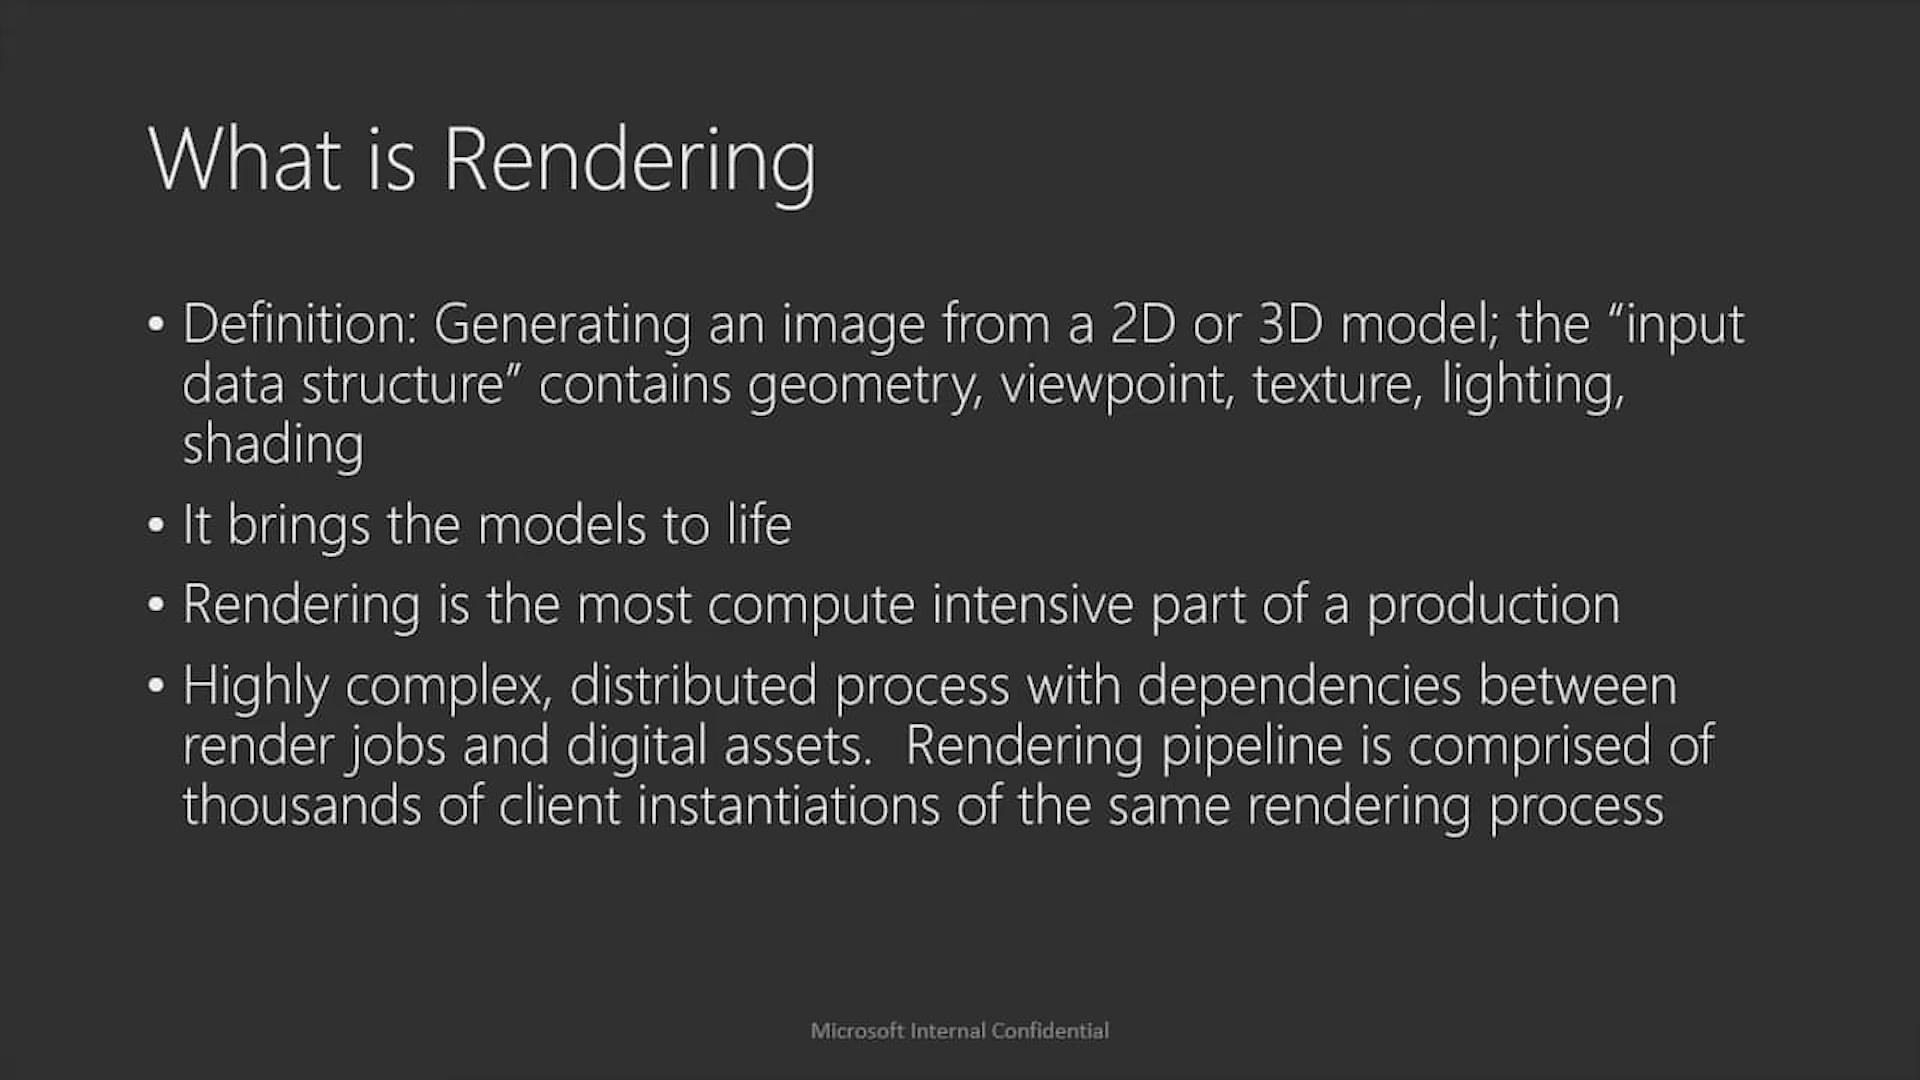 What is Rendering
• Definition: Generating an image from a 2D or 3D model; the “input
data structure” contains geometry, viewpoint, texture, lighting,
shading
• It brings the models to life
• Rendering is the most compute intensive part of a production
• Highly complex, distributed process with dependencies between
render jobs and digital assets.  Rendering pipeline is comprised of
thousands of client instantiations of the same rendering process
Microsoft Internal Confidential